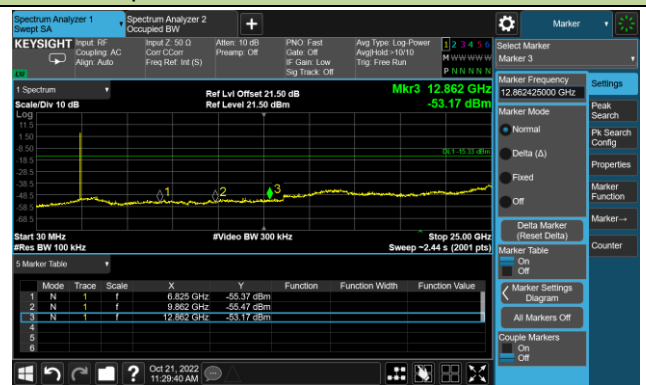 Spectrum Analyzer 1
Swept SA
Spectrum Analyzer 2
Occupied BW
+
Marker
KEYSIGHT
Input: RF
Coupling: AC
Align: Auto
Input Z: 50 Ω
Corr CCorr
Freq Ref: Int (S)
Atten: 10 dB
Preamp: Off
PNO: Fast
Gate: Off
IF Gain: Low
Sig Track: Off
Avg Type: Log-Power
Avg|Hold:>10/10
Trig: Free Run
1 2 3 4 5 6
M W W W W W
P N N N N N
LW
Select Marker
Marker 3
1 Spectrum
Scale/Div 10 dB
Ref Lvl Offset 21.50 dB
Ref Level 21.50 dBm
Mkr3 12.862 GHz
-53.17 dBm
Log
11.5
1.50
-8.50
-18.5
-28.5
-38.5
-48.5
-58.5
-68.5
DL1 -15.33 dBm
1
2
3
Start 30 MHz
#Res BW 100 kHz
#Video BW 300 kHz
Stop 25.00 GHz
Sweep ~2.44 s (2001 pts)
5 Marker Table
Mode Trace Scale X Y Function Function Width Function Value
1 N 1 f 6.825 GHz -55.37 dBm
2 N 1 f 9.862 GHz -55.47 dBm
3 N 1 f 12.862 GHz -53.17 dBm
4
5
6
Marker Frequency
12.862425000 GHz
Marker Mode
Normal
Delta (Δ)
Fixed
Off
Delta Marker
(Reset Delta)
Marker Table
On
Off
Marker Settings
Diagram
All Markers Off
Couple Markers
On
Off
Settings
Peak
Search
Pk Search
Config
Properties
Marker
Function
Marker→
Counter
?
Oct 21, 2022
11:29:40 AM